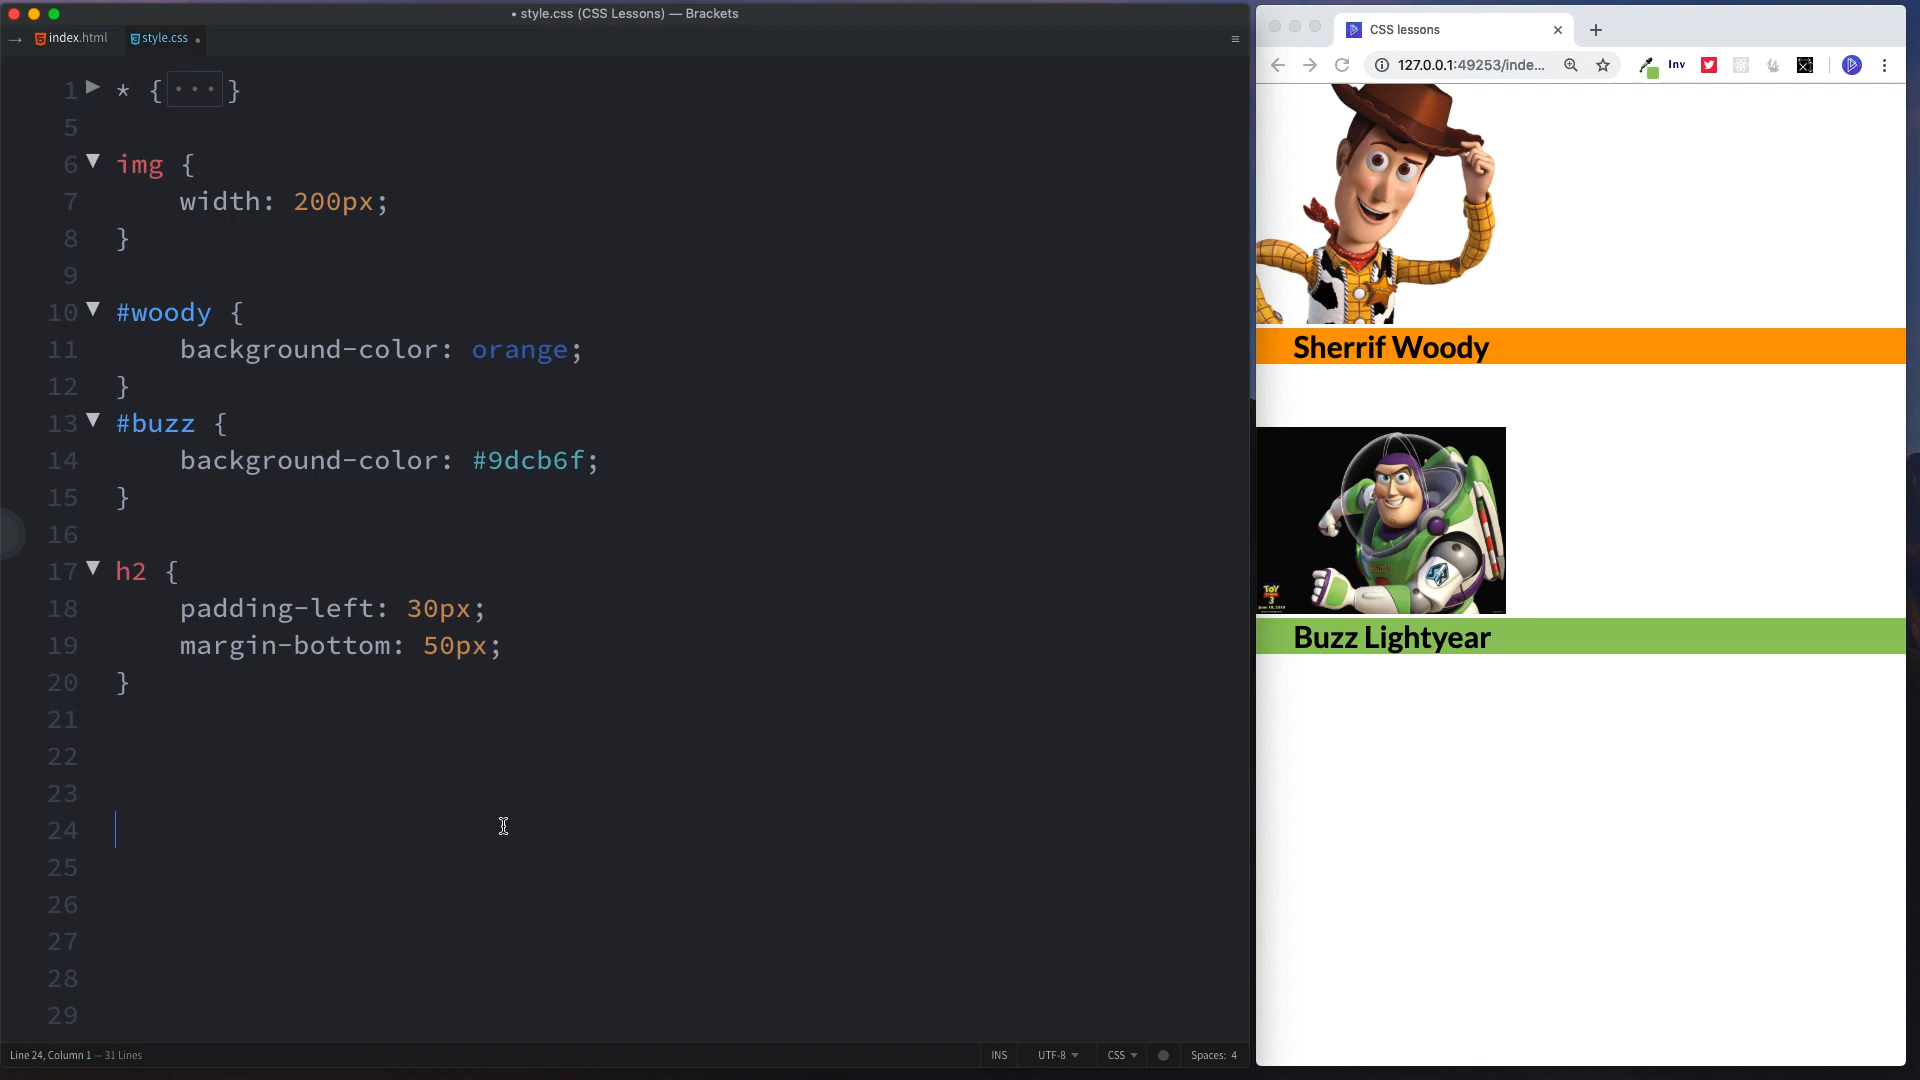 • style.css (CSS Lessons) — Brackets
index.html
style.css
1 * {···}
5
6 img {
7 width: 200px;
8 }
9
10 #woody {
11 background-color: orange;
12 }
13 #buzz {
14 background-color: #9dcb6f;
15 }
16
17 h2 {
18 padding-left: 30px;
19 margin-bottom: 50px;
20 }
21
22
23
24
25
26
27
28
29
Line 24, Column 1 — 31 Lines
INS
UTF-8
CSS
Spaces: 4
CSS lessons
127.0.0.1:49253/inde...
Inv
Sherrif Woody
TOY
STORY
3
Buzz Lightyear